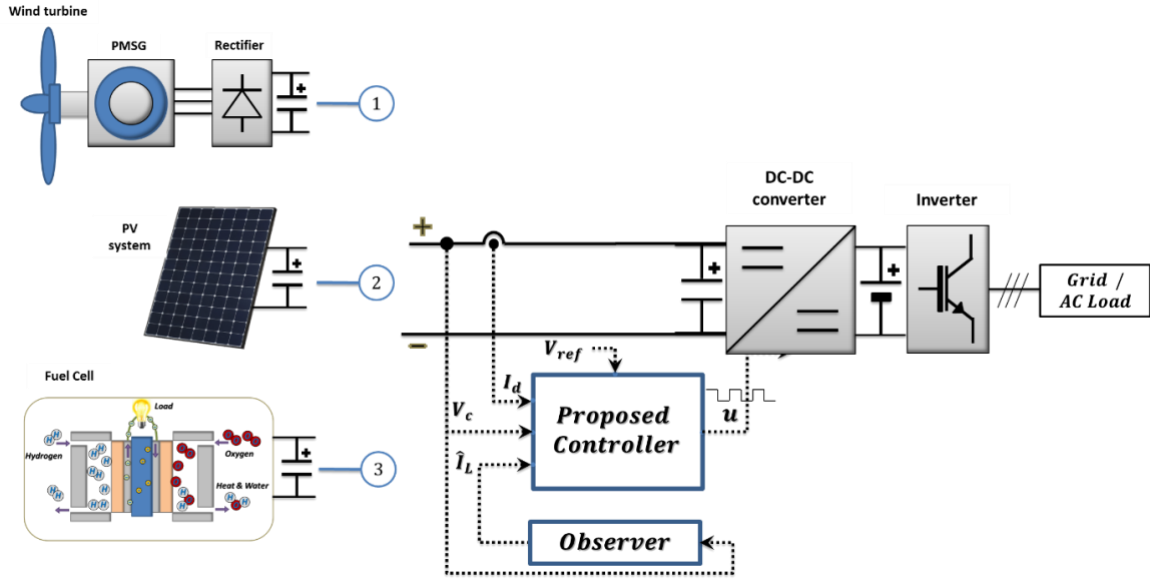 Wind turbine
PMSG
Rectifier
+
1
DC-DC
converter
Inverter
PV
system
+
2
+
+
+
Grid /
AC Load
−
V_ref
Fuel Cell
Load
I_d
V_c
Proposed
Controller
u
H H
Hydrogen
Oxygen
3
+
Î_L
Heat & Water
H
Observer